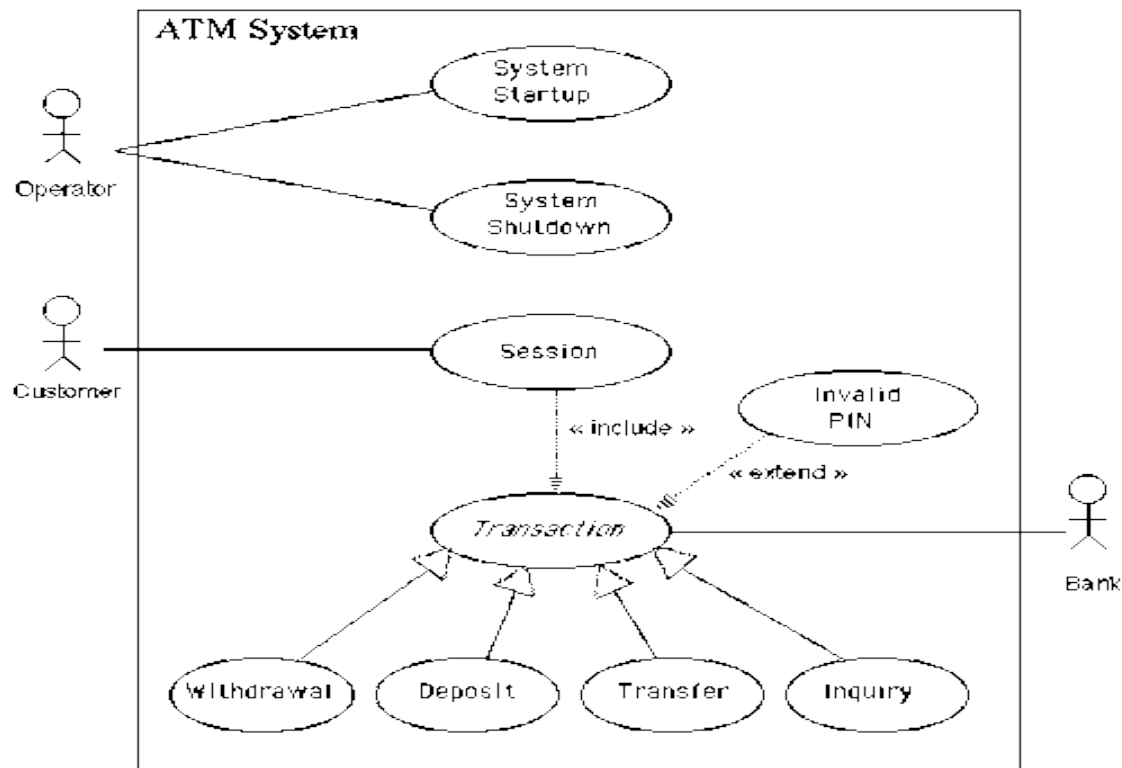 ATM System
System
Startup
Operator
System
Shutdown
Customer
Session
Invalid
PIN
« include »
« extend »
Transaction
Bank
Withdrawal
Deposit
Transfer
Inquiry